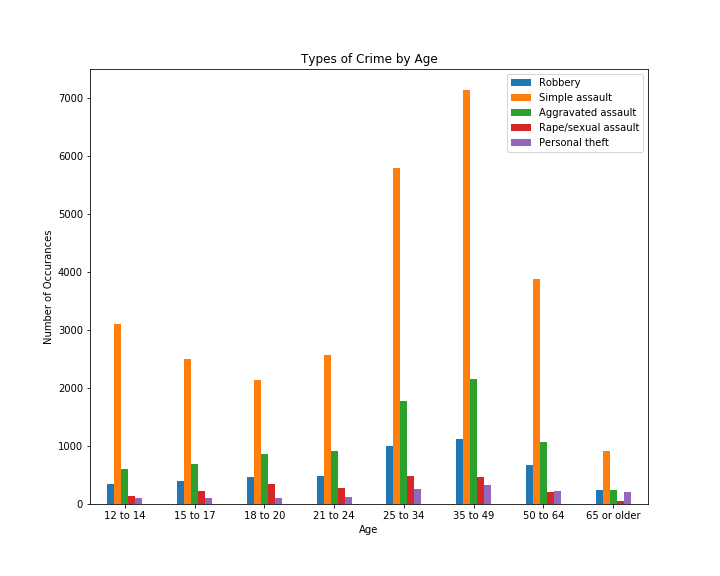 Types of Crime by Age
Robbery
Simple assault
Aggravated assault
Rape/sexual assault
Personal theft
Number of Occurances
7000
6000
5000
4000
3000
2000
1000
0
12 to 14 15 to 17 18 to 20 21 to 24 25 to 34 35 to 49 50 to 64 65 or older
Age